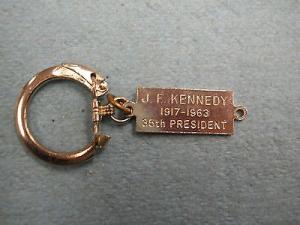 J. F. KENNEDY
1917-1963
35th PRESIDENT